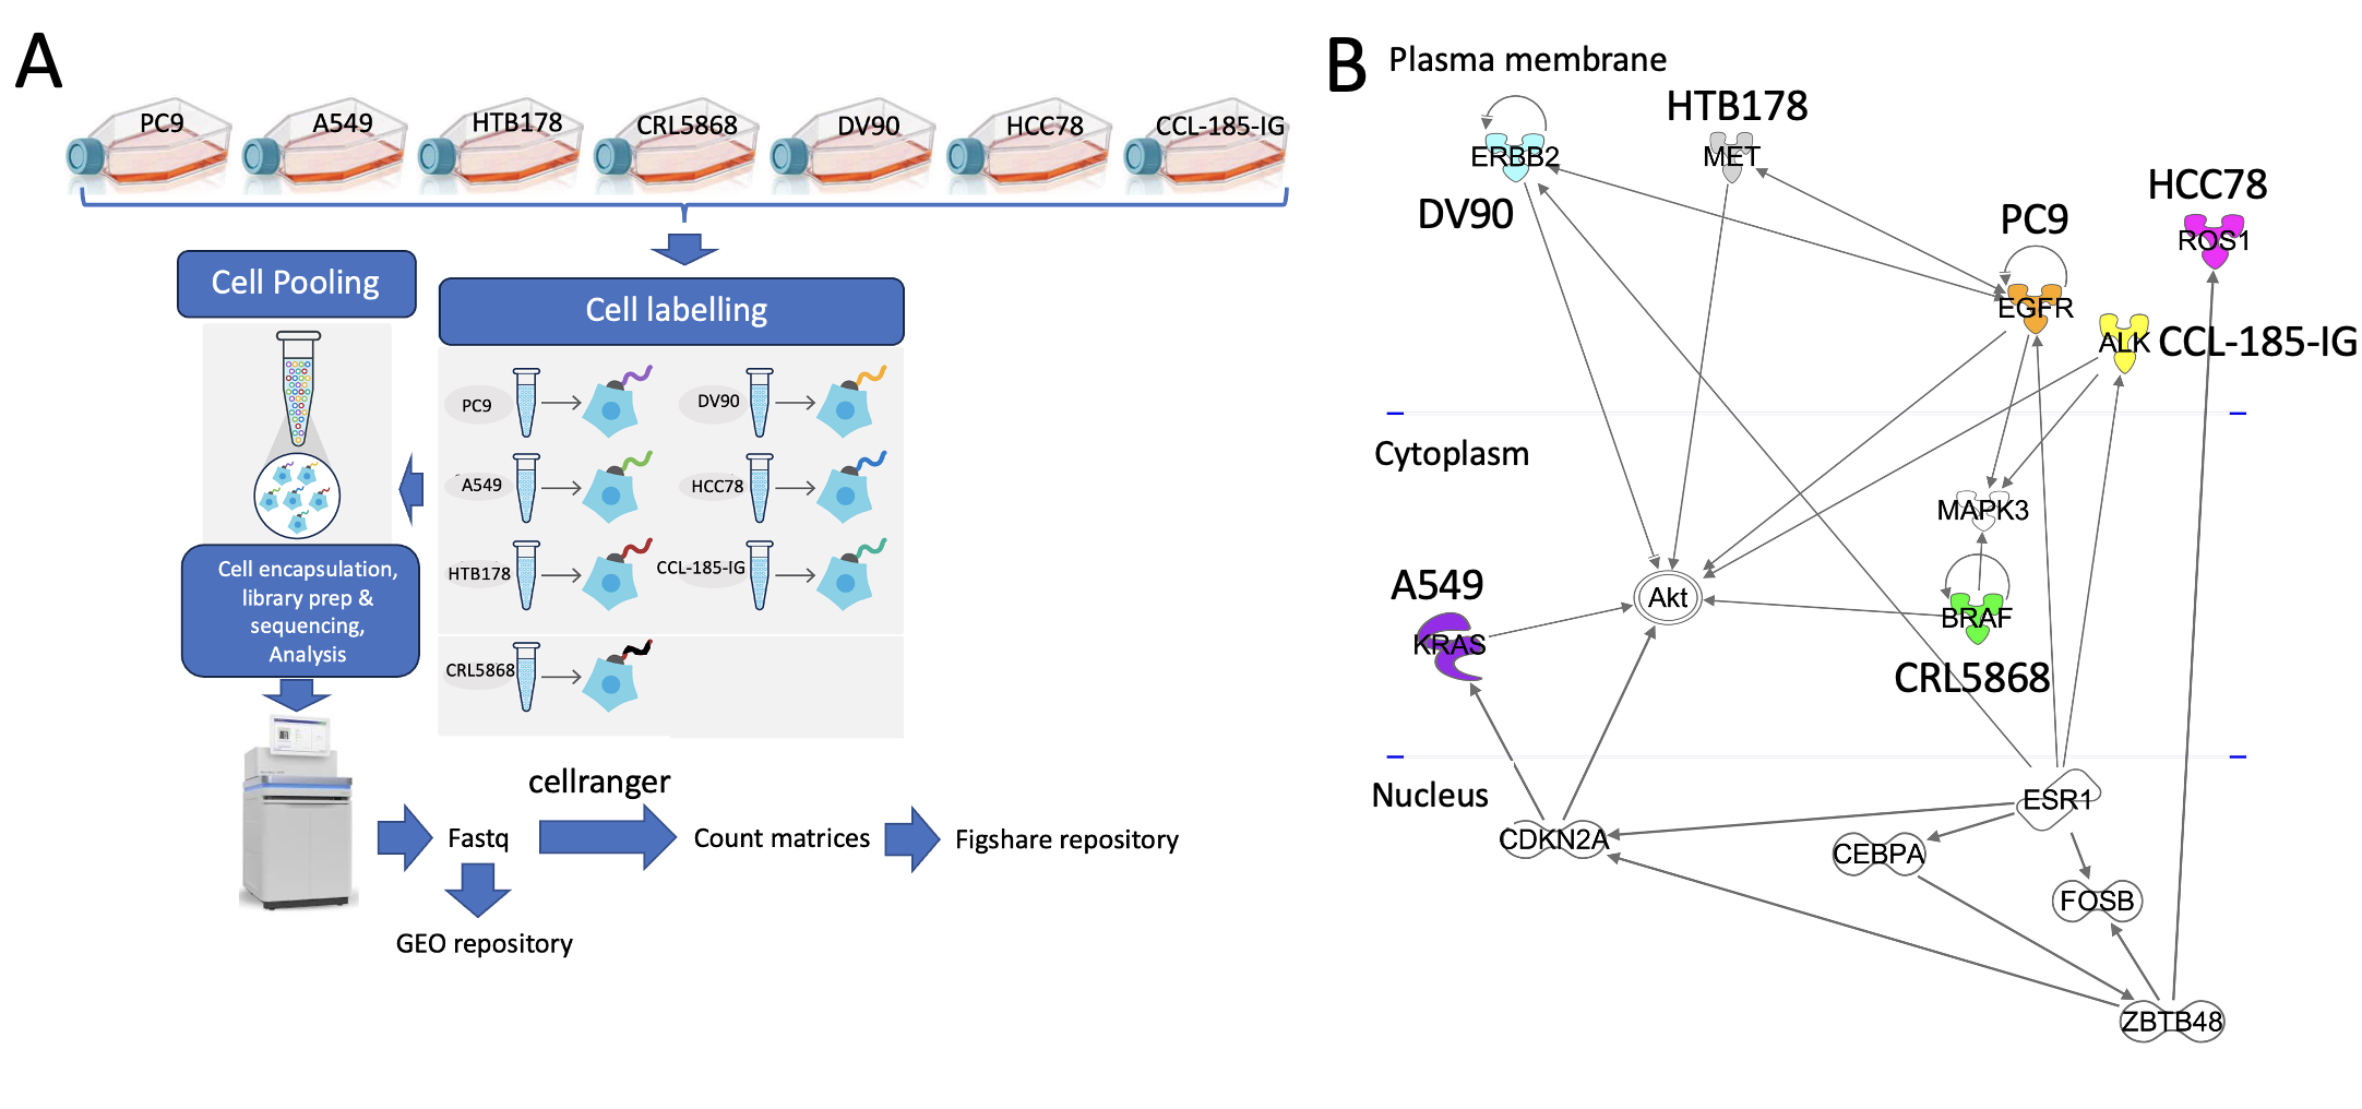 A
PC9
A549
HTB178
CRL5868
DV90
HCC78
CCL-185-IG
Cell Pooling
Cell labelling
PC9
DV90
A549
HCC78
HTB178
CCL-185-IG
CRL5868
Cell encapsulation,
library prep &
sequencing,
Analysis
cellranger
Fastq
Count matrices
Figshare repository
GEO repository
B
Plasma membrane
HTB178
ERBB2
MET
DV90
HCC78
ROS1
PC9
EGFR
ALK
CCL-185-IG
Cytoplasm
MAPK3
A549
Akt
KRAS
BRAF
CRL5868
Nucleus
ESR1
CDKN2A
CEBPA
FOSB
ZBTB48